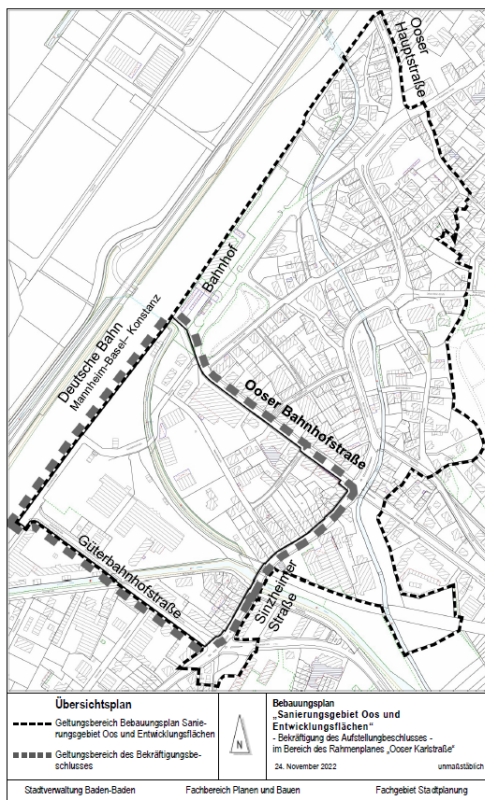 Ooser
Hauptstraße
Bahnhof
Deutsche Bahn
Mannheim-Basel– Konstanz
Ooser Bahnhofstraße
Güterbahnhofstraße
Sinzheimer
Straße
Übersichtsplan
Geltungsbereich Bebauungsplan Sanie-
rungsgebiet Oos und Entwicklungsflächen
Geltungsbereich des Bekräftigungsbe-
schlusses
N
Bebauungsplan
„Sanierungsgebiet Oos und
Entwicklungsflächen“
- Bekräftigung des Aufstellungbeschlusses -
im Bereich des Rahmenplanes „Ooser Karlstraße“
24. November 2022 unmaßstäblich
Stadtverwaltung Baden-Baden Fachbereich Planen und Bauen Fachgebiet Stadtplanung